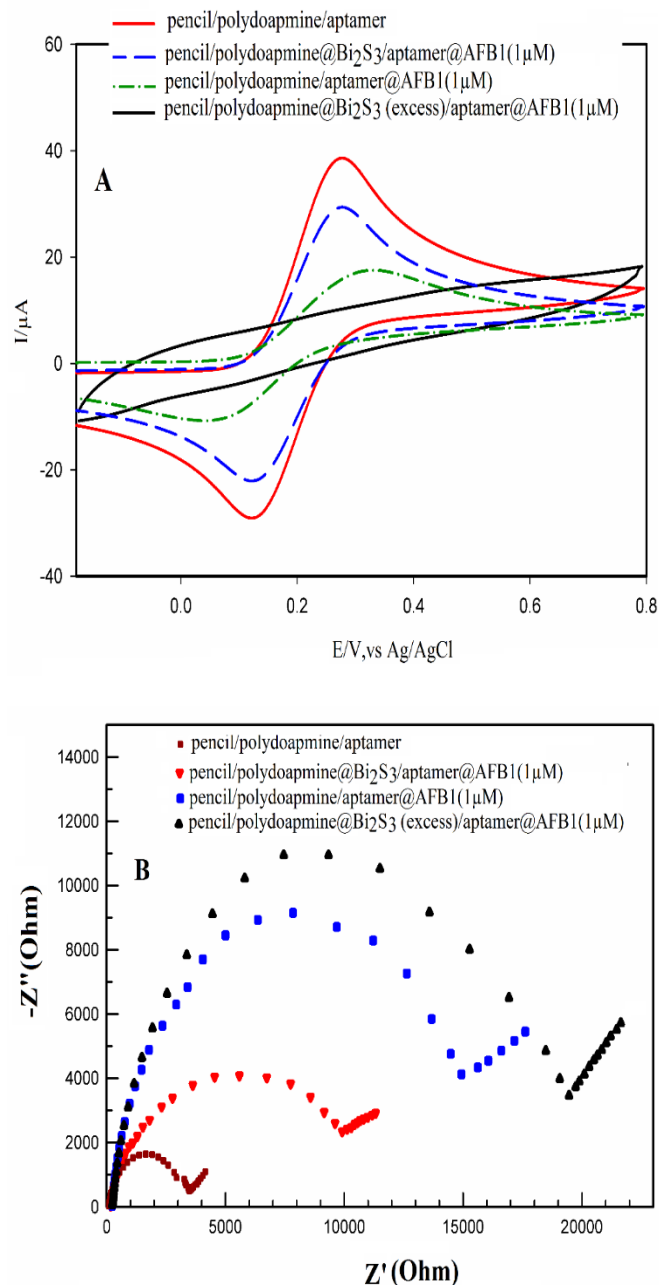 pencil/polydoapmine/aptamer
pencil/polydoapmine@Bi₂S₃/aptamer@AFB1(1µM)
pencil/polydoapmine/aptamer@AFB1(1µM)
pencil/polydoapmine@Bi₂S₃ (excess)/aptamer@AFB1(1µM)
A
60
40
20
0
-20
-40
I/µA
0.0 0.2 0.4 0.6 0.8
E/V,vs Ag/AgCl
pencil/polydoapmine/aptamer
pencil/polydoapmine@Bi₂S₃/aptamer@AFB1(1µM)
pencil/polydoapmine/aptamer@AFB1(1µM)
pencil/polydoapmine@Bi₂S₃ (excess)/aptamer@AFB1(1µM)
B
14000
12000
10000
8000
6000
4000
2000
0
-Z"(Ohm)
0 5000 10000 15000 20000
Z' (Ohm)